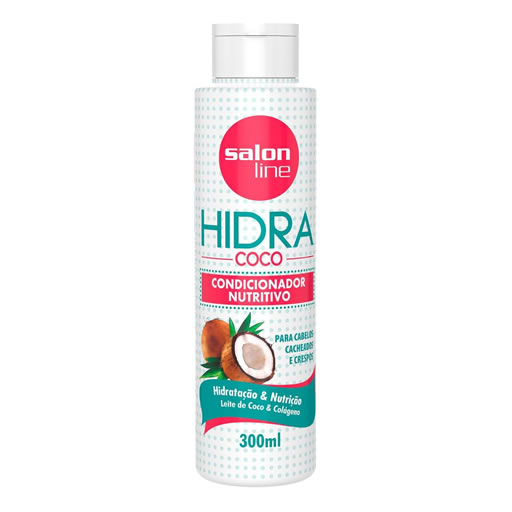 salon
line
HIDRA
COCO
CONDICIONADOR
NUTRITIVO
PARA CABELOS
CACHEADOS
E CRESPOS
Hidratação & Nutrição
Leite de Coco & Colágeno
300ml